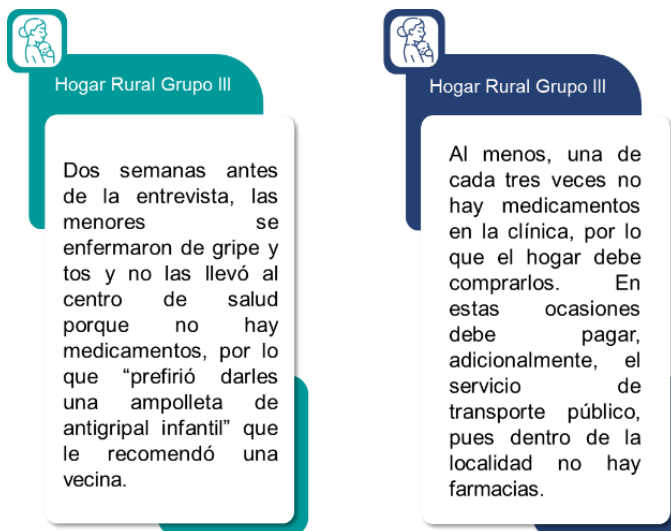 Hogar Rural Grupo III
Dos semanas antes
de la entrevista, las
menores se
enfermaron de gripe y
tos y no las llevó al
centro de salud
porque no hay
medicamentos, por lo
que “prefirió darles
una ampolleta de
antigripal infantil” que
le recomendó una
vecina.
Hogar Rural Grupo III
Al menos, una de
cada tres veces no
hay medicamentos
en la clínica, por lo
que el hogar debe
comprarlos. En
estas ocasiones
debe pagar,
adicionalmente, el
servicio de
transporte público,
pues dentro de la
localidad no hay
farmacias.